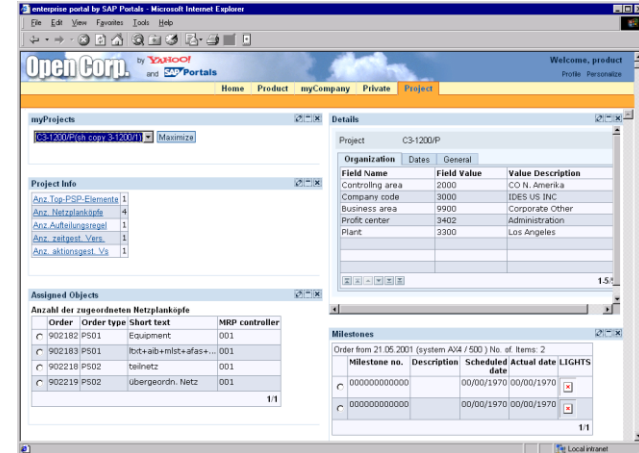 enterprise portal by SAP Portals - Microsoft Internet Explorer
File Edit View Favorites Tools Help
Open Corp. by YAHOO! and SAP Portals
Welcome, product
Profile Personalize
Home Product myCompany Private Project
myProjects
C3-1200/P(sh copy 3-1200/1) Maximize
Project Info
Anz.Top-PSP-Elemente 1
Anz. Netzplanköpfe 4
Anz.Aufteilungsregel 1
Anz. zeitgest. Vers. 1
Anz. aktionsgest. Vs 1
Assigned Objects
Anzahl der zugeordneten Netzplanköpfe
Order Order type Short text MRP controller
902182 PS01 Equipment 001
902183 PS01 lbxt+aib+mlst+afas+... 001
902218 PS02 teilnetz 001
902219 PS02 übergeordn. Netz 001
1/1
Details
Project C3-1200/P
Organization Dates General
Field Name Field Value Value Description
Controllng area 2000 CO N. Amerika
Company code 3000 IDES US INC
Business area 9900 Corporate Other
Profit center 3402 Administration
Plant 3300 Los Angeles
Milestones
Order from 21.05.2001 (system AX4 / 500 ) No. of. Items: 2
Milestone no. Description Scheduled date Actual date LIGHTS
000000000000 00/00/1970 00/00/1970
000000000000 00/00/1970 00/00/1970
1/1
Local intranet